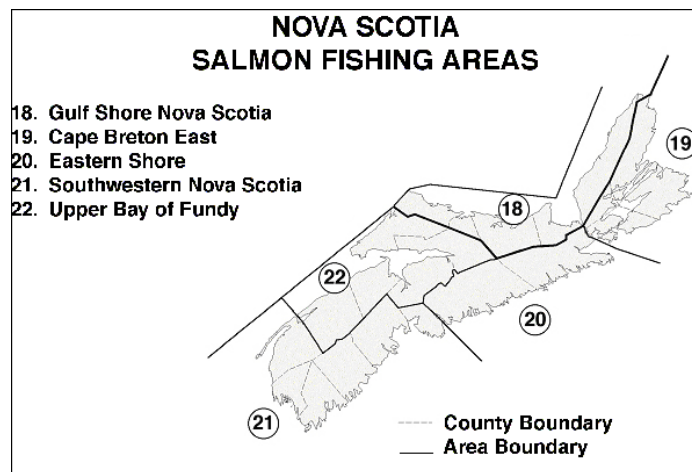 NOVA SCOTIA
SALMON FISHING AREAS
18. Gulf Shore Nova Scotia
19. Cape Breton East
20. Eastern Shore
21. Southwestern Nova Scotia
22. Upper Bay of Fundy
19
18
22
20
21
County Boundary
Area Boundary